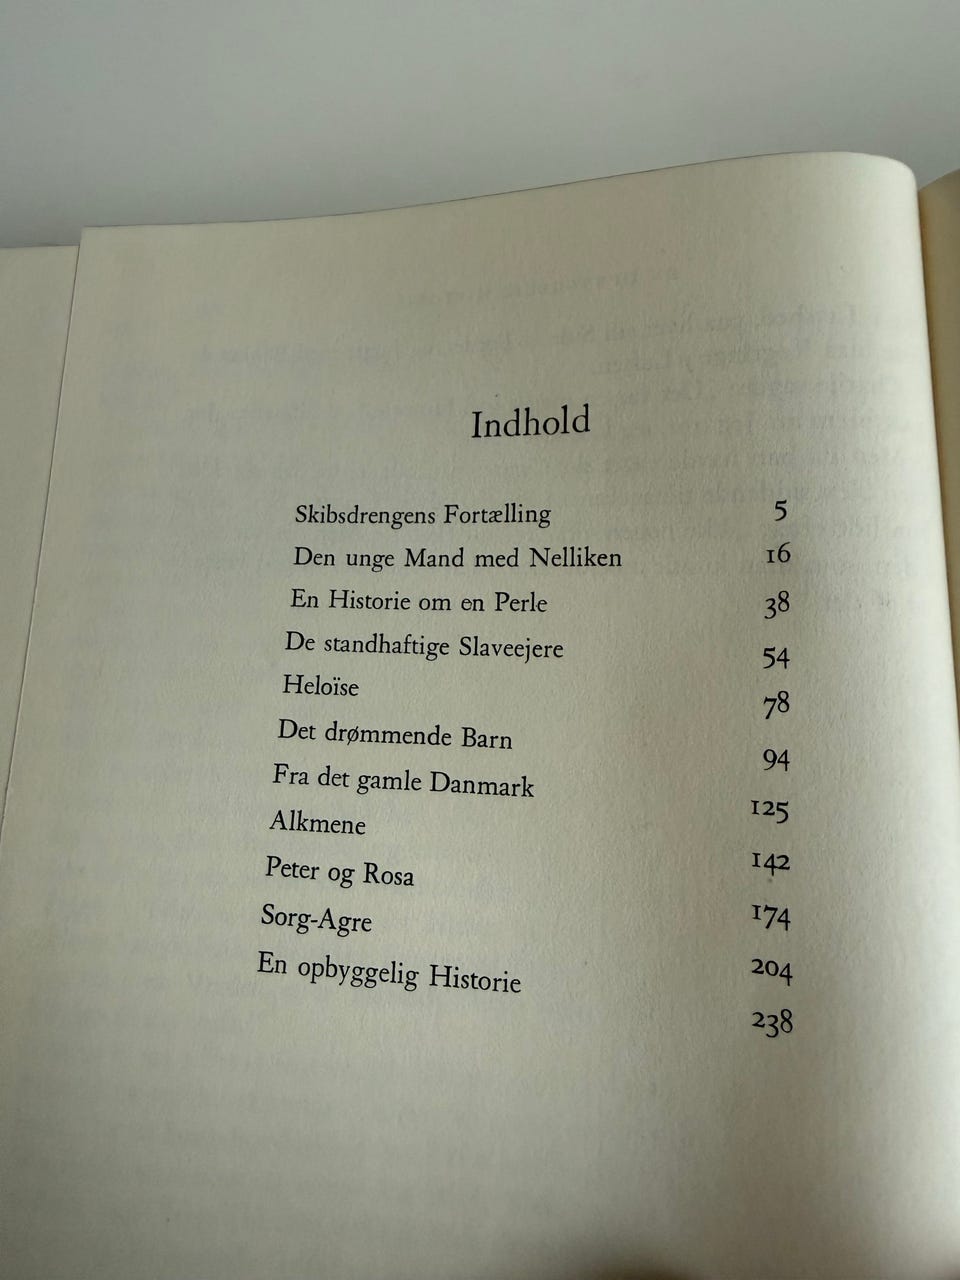 Indhold
Skibsdrengens Fortælling 5
Den unge Mand med Nelliken 16
En Historie om en Perle 38
De standhaftige Slaveejere 54
Heloïse 78
Det drømmende Barn 94
Fra det gamle Danmark 125
Alkmene 142
Peter og Rosa 174
Sorg-Agre 204
En opbyggelig Historie 238